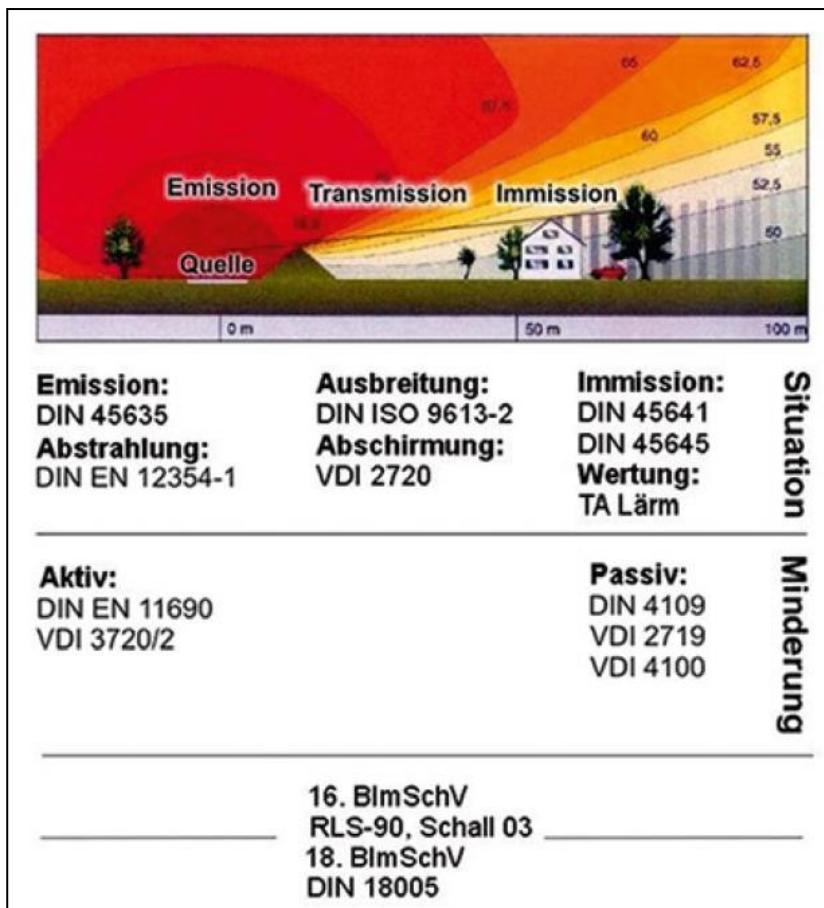 65
62,5
67,5
57,5
60
55
52,5
50
Emission
Transmission
Immission
Quelle
0 m
50 m
100 m
Emission:
DIN 45635
Abstrahlung:
DIN EN 12354-1
Ausbreitung:
DIN ISO 9613-2
Abschirmung:
VDI 2720
Immission:
DIN 45641
DIN 45645
Wertung:
TA Lärm
Situation
Aktiv:
DIN EN 11690
VDI 3720/2
Passiv:
DIN 4109
VDI 2719
VDI 4100
Minderung
16. BImSchV
RLS-90, Schall 03
18. BImSchV
DIN 18005